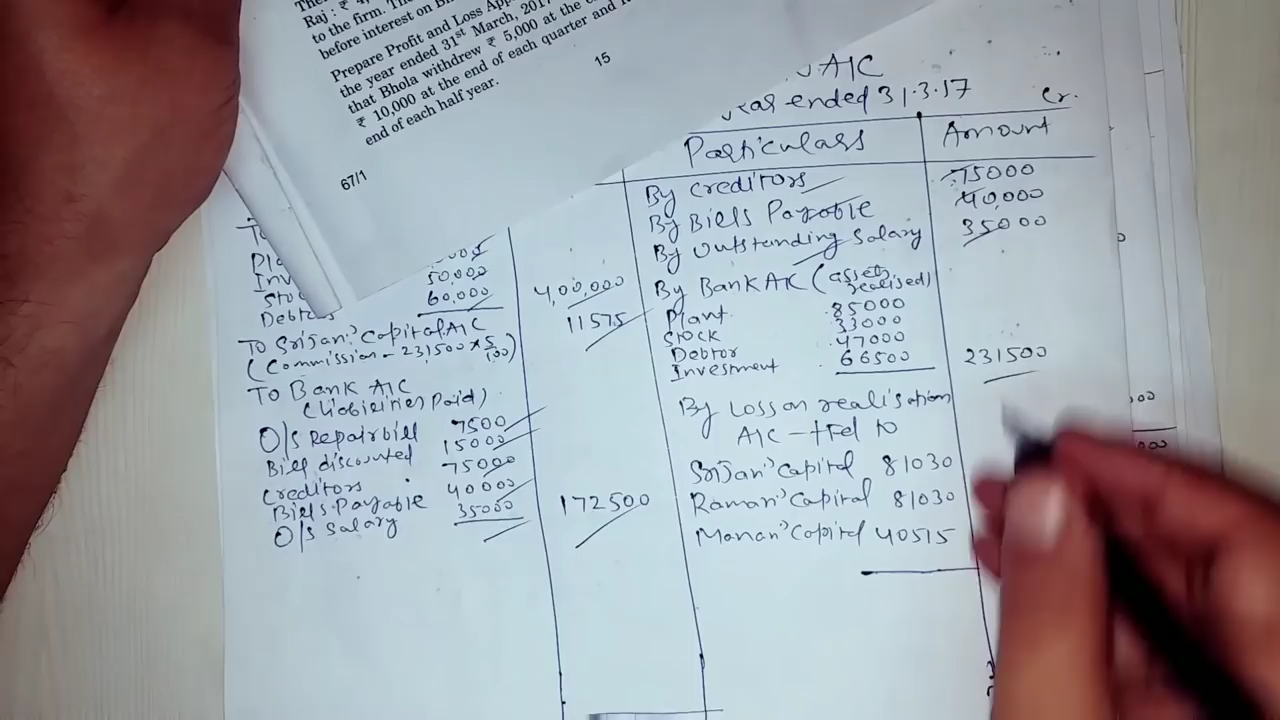 Raj : ₹
to the firm. The
before interest on
Prepare Profit and Loss App
the year ended 31st March, 2017
that Bhola withdrew ₹ 5,000 at the
₹ 10,000 at the end of each quarter and
end of each half year.
15
67/1
A/C
ended 31.3.17
Cr.
Particulars
Amount
By Creditors 75000
By Bills Payable 40,000
By Outstanding Salary 35000
By Bank A/C (assets realised)
Plant 85000
Stock 33000
Debtor 47000
Investment 66500 231500
By Loss on realisation
A/C - tfd to
Srijan's Capital 81030
Raman's Capital 81030
Manan's Capital 40515
50,000
60,000 4,00,000
Debtors
To Srijan's Capital A/C 11575
(Commission - 231500 × 5/100)
To Bank A/C
(Liabilities Paid)
O/S Repair bill 7500
Bill discounted 15000
Creditors 75000
Bills Payable 40000
O/S Salary 35000 172500